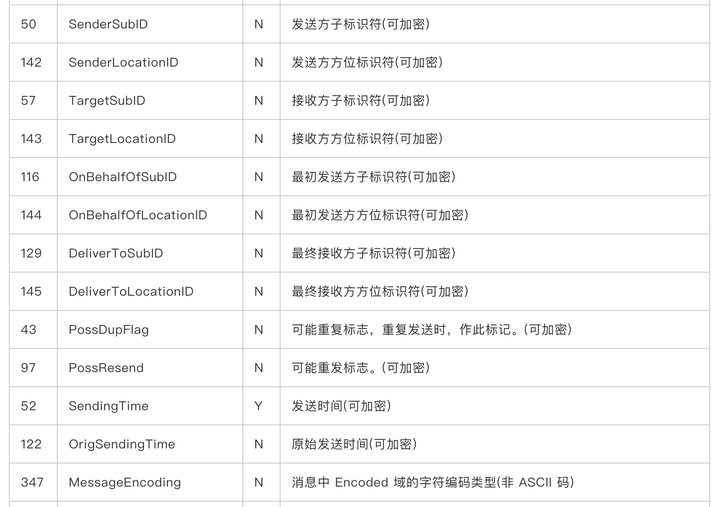 50 SenderSubID N 发送方子标识符(可加密)
142 SenderLocationID N 发送方方位标识符(可加密)
57 TargetSubID N 接收方子标识符(可加密)
143 TargetLocationID N 接收方方位标识符(可加密)
116 OnBehalfOfSubID N 最初发送方子标识符(可加密)
144 OnBehalfOfLocationID N 最初发送方方位标识符(可加密)
129 DeliverToSubID N 最终接收方子标识符(可加密)
145 DeliverToLocationID N 最终接收方方位标识符(可加密)
43 PossDupFlag N 可能重复标志，重复发送时，作此标记。(可加密)
97 PossResend N 可能重发标志。(可加密)
52 SendingTime Y 发送时间(可加密)
122 OrigSendingTime N 原始发送时间(可加密)
347 MessageEncoding N 消息中 Encoded 域的字符编码类型(非 ASCII 码)